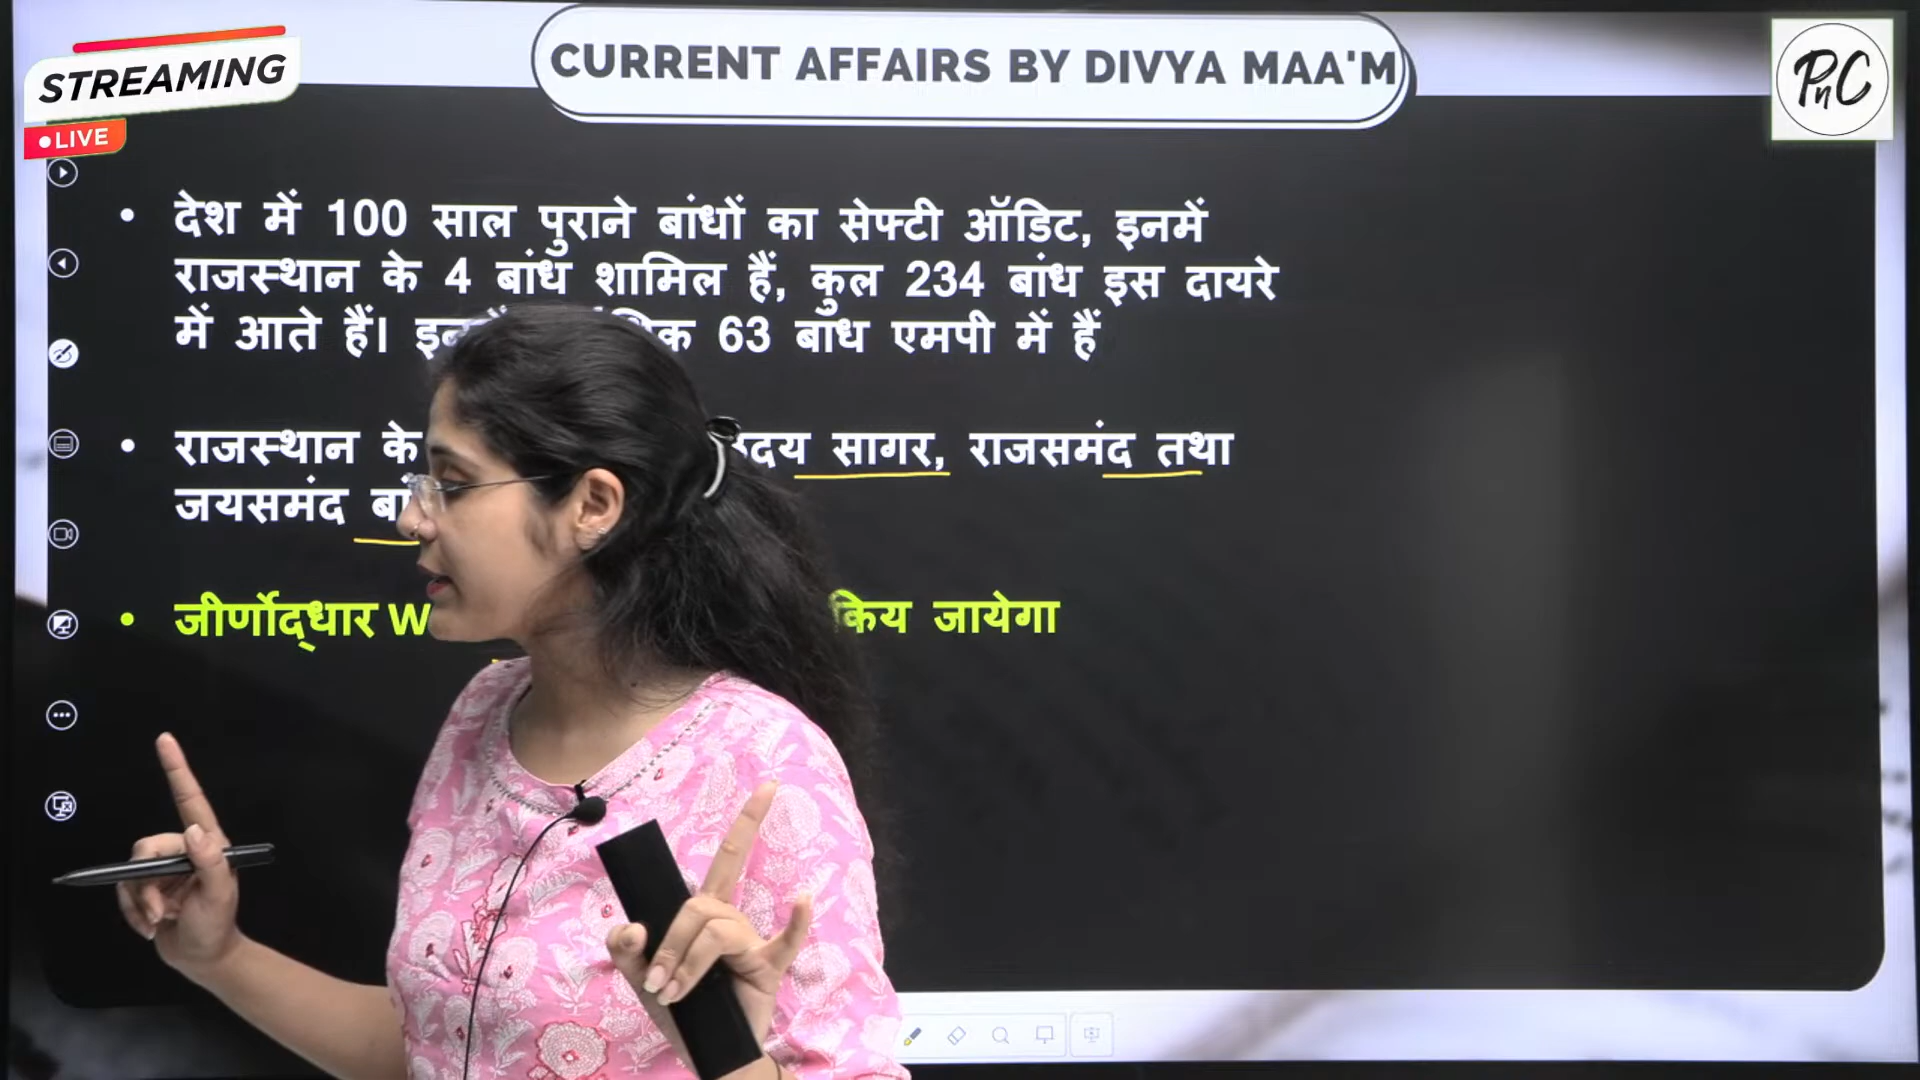 STREAMING
LIVE
CURRENT AFFAIRS BY DIVYA MAA'M
PnC
• देश में 100 साल पुराने बांधों का सेफ्टी ऑडिट, इनमें
राजस्थान के 4 बांध शामिल हैं, कुल 234 बांध इस दायरे
में आते हैं। 63 बांध एमपी में हैं
• राजस्थान के सागर, राजसमंद तथा
जयसमंद
• जीर्णोद्धार किय जायेगा